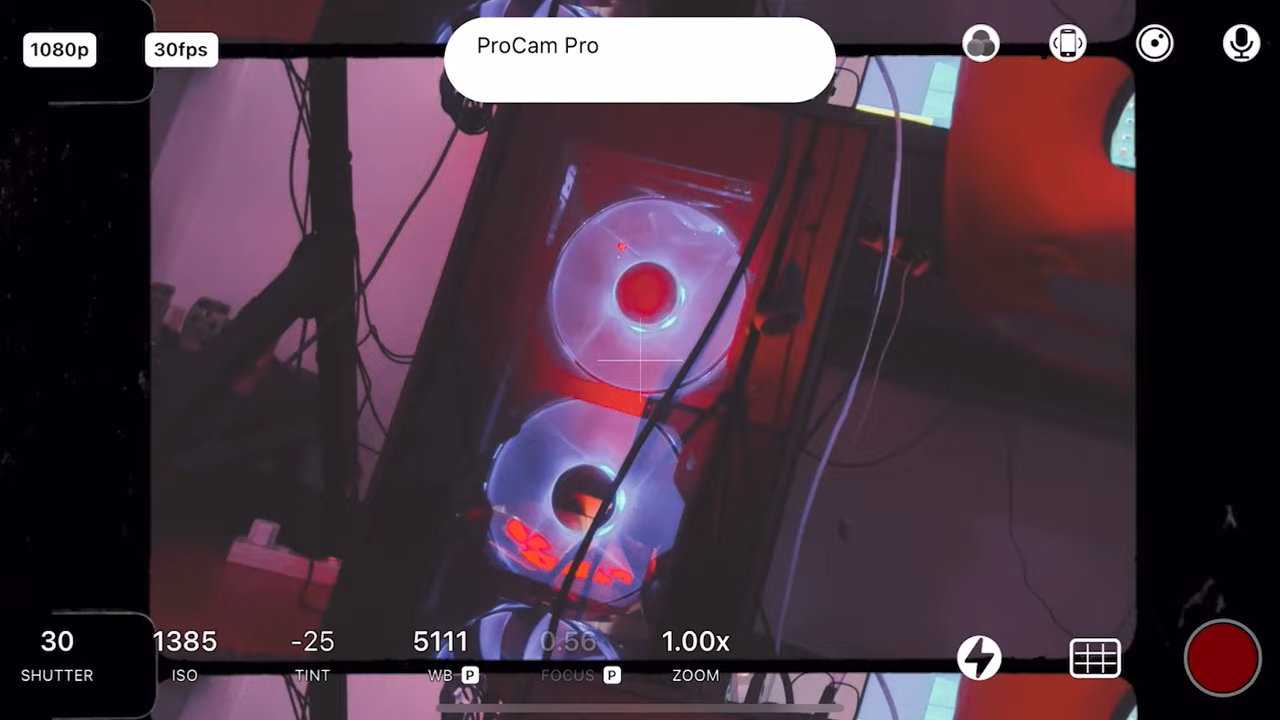 ProCam Pro
1080p
30fps
30
SHUTTER
1385
ISO
-25
TINT
5111
WB P
0.56
FOCUS P
1.00x
ZOOM